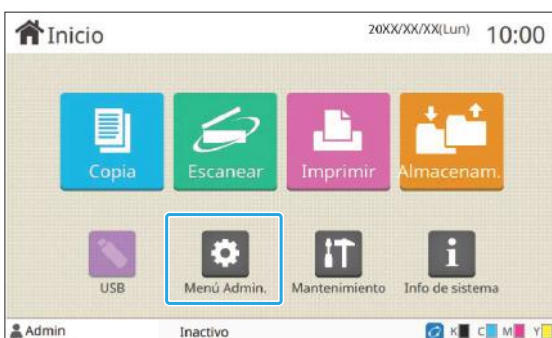 Inicio
20XX/XX/XX(Lun) 10:00
Copia
Escanear
Imprimir
Almacenam.
USB
Menú Admin.
Mantenimiento
Info de sistema
Admin
Inactivo
K C M Y